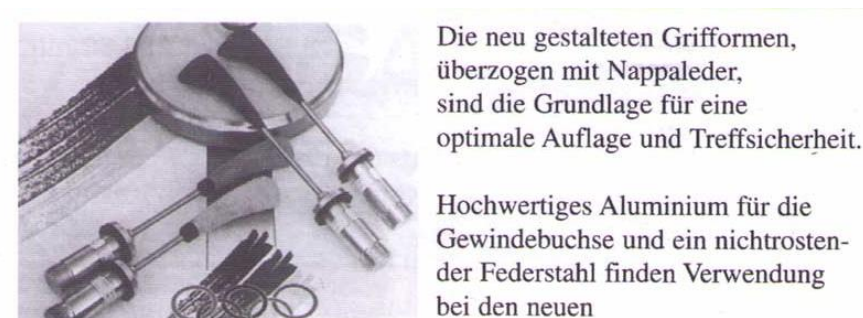 Die neu gestalteten Grifformen,
überzogen mit Nappaleder,
sind die Grundlage für eine
optimale Auflage und Treffsicherheit.
Hochwertiges Aluminium für die
Gewindebuchse und ein nichtrosten-
der Federstahl finden Verwendung
bei den neuen